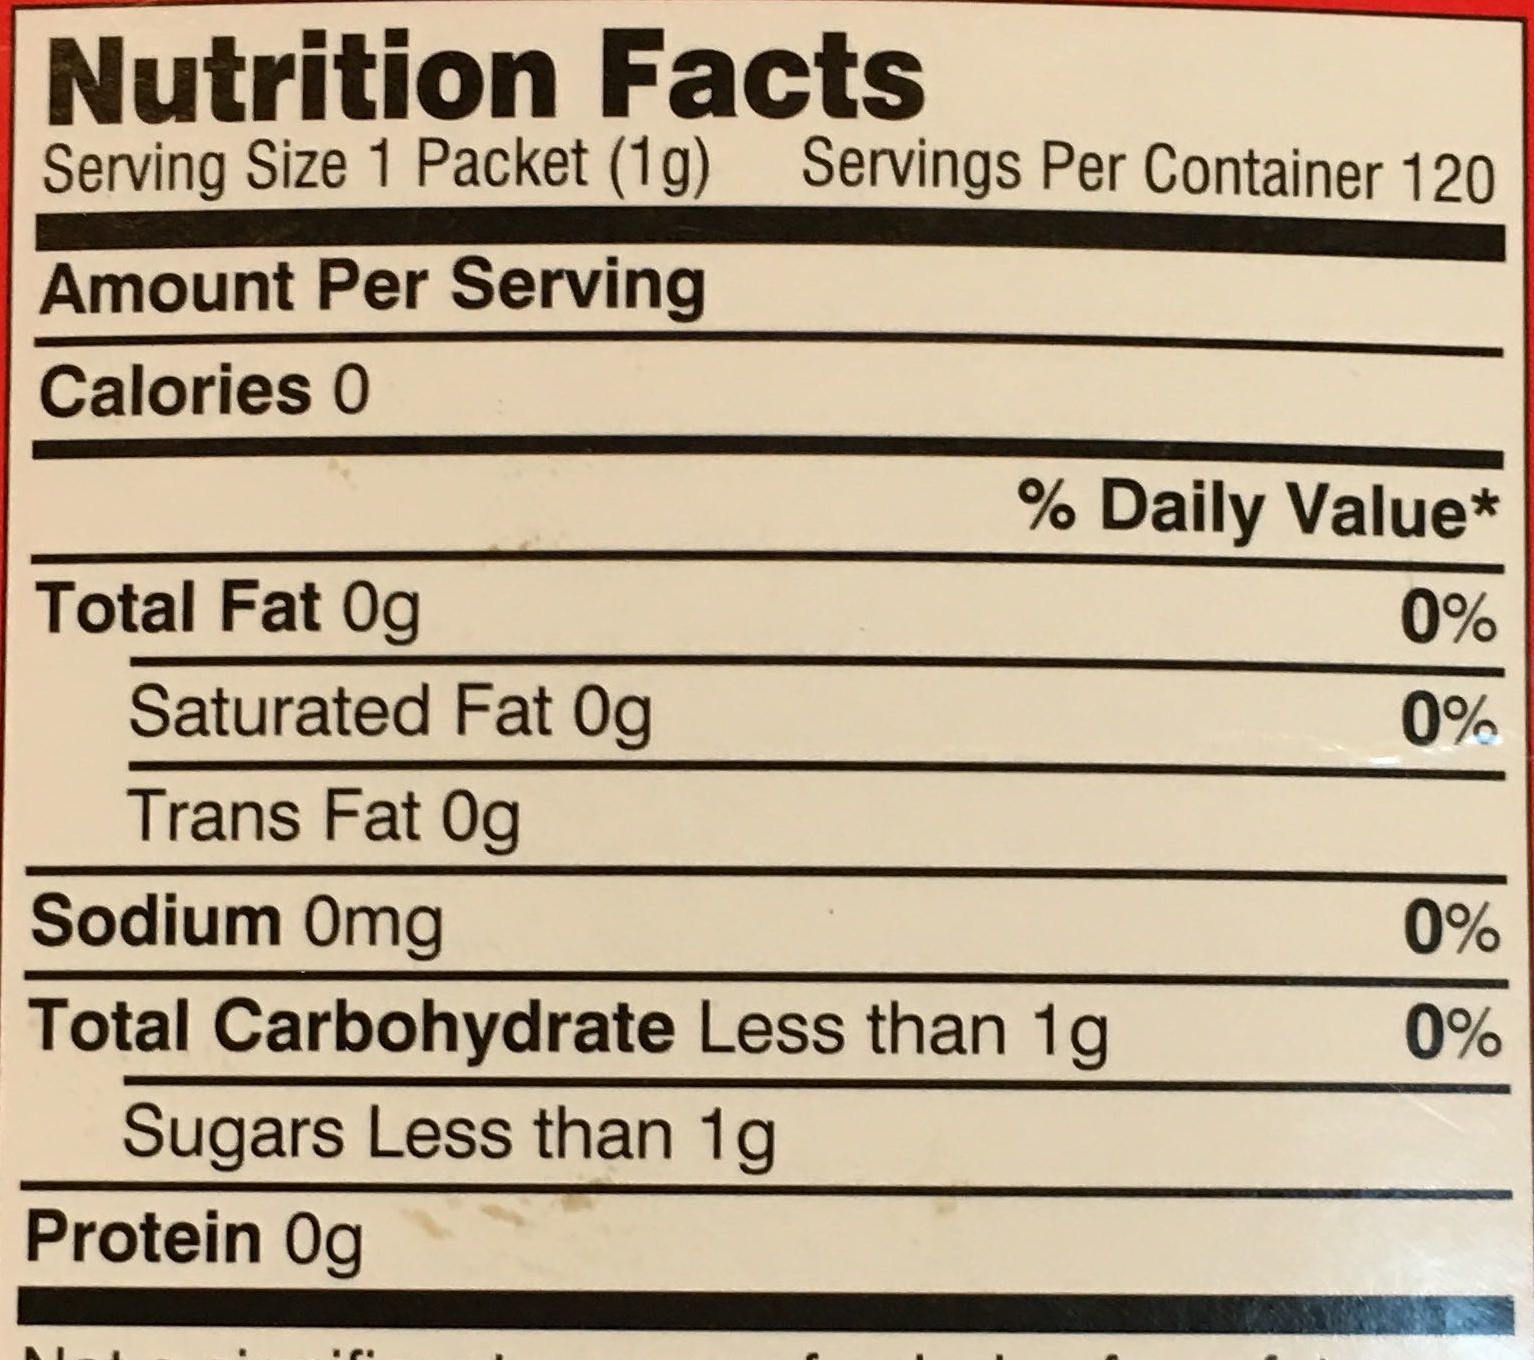 Nutrition Facts
Serving Size 1 Packet (1g) Servings Per Container 120
Amount Per Serving
Calories 0
% Daily Value*
Total Fat 0g 0%
Saturated Fat 0g 0%
Trans Fat 0g
Sodium 0mg 0%
Total Carbohydrate Less than 1g 0%
Sugars Less than 1g
Protein 0g